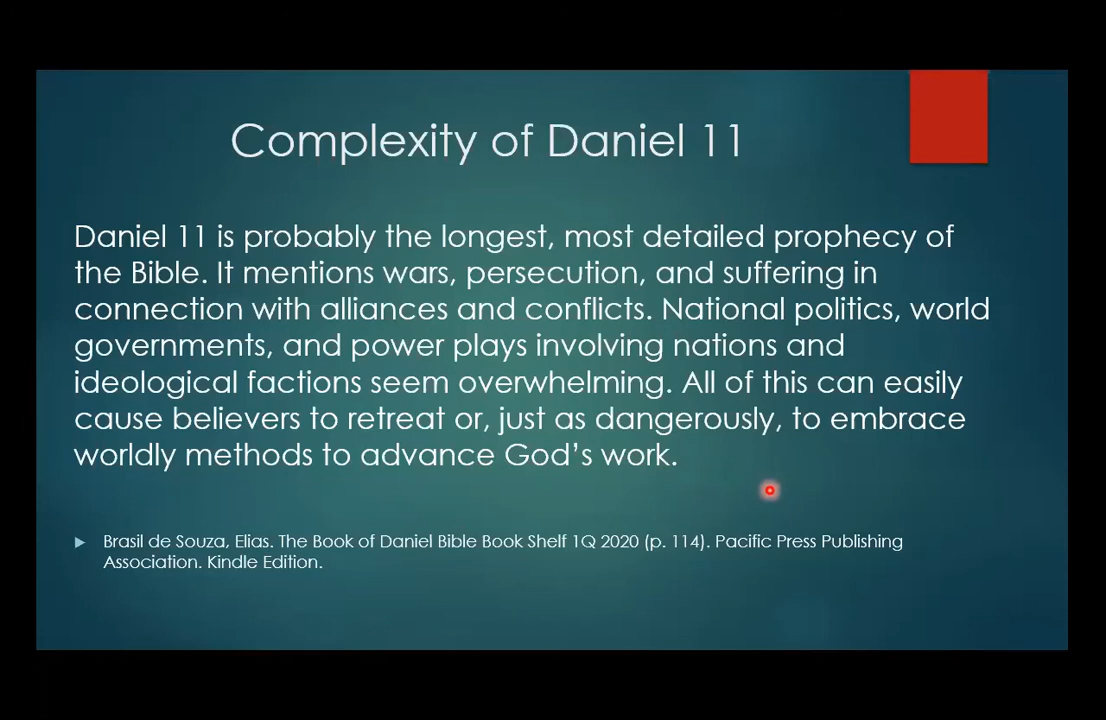 Complexity of Daniel 11
Daniel 11 is probably the longest, most detailed prophecy of
the Bible. It mentions wars, persecution, and suffering in
connection with alliances and conflicts. National politics, world
governments, and power plays involving nations and
ideological factions seem overwhelming. All of this can easily
cause believers to retreat or, just as dangerously, to embrace
worldly methods to advance God’s work.
Brasil de Souza, Elias. The Book of Daniel Bible Book Shelf 1Q 2020 (p. 114). Pacific Press Publishing
Association. Kindle Edition.